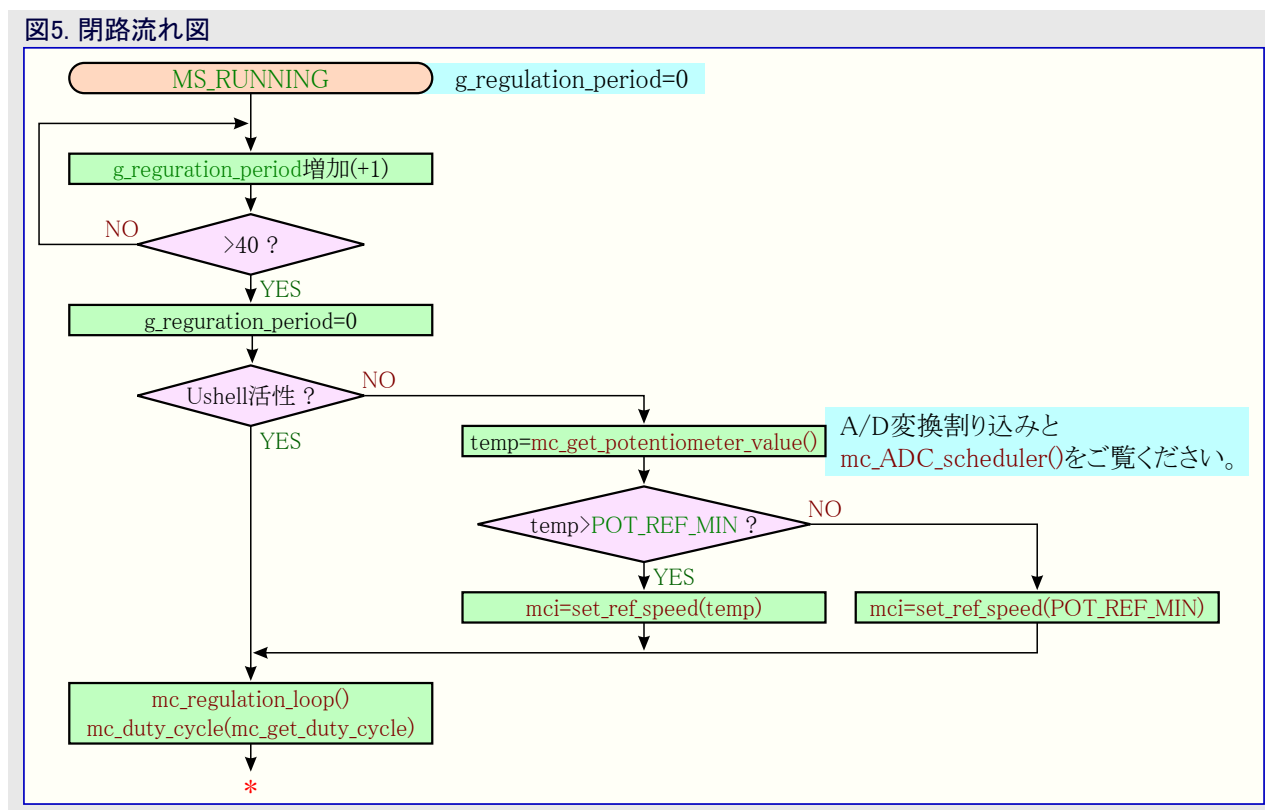 図5. 閉路流れ図
MS_RUNNING
g_regulation_period=0
g_reguration_period増加(+1)
NO
>40 ?
YES
g_reguration_period=0
Ushell活性 ?
NO
YES
temp=mc_get_potentiometer_value()
A/D変換割り込みと
mc_ADC_scheduler()をご覧ください。
temp>POT_REF_MIN ?
NO
YES
mci=set_ref_speed(temp)
mci=set_ref_speed(POT_REF_MIN)
mc_regulation_loop()
mc_duty_cycle(mc_get_duty_cycle)
*